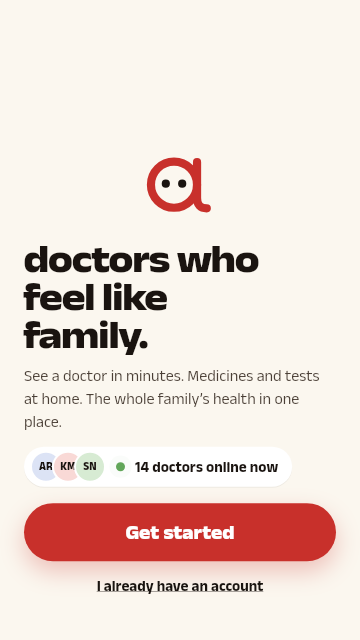 doctors who
feel like
family.
See a doctor in minutes. Medicines and tests
at home. The whole family's health in one
place.
AR KM SN 14 doctors online now
Get started
I already have an account